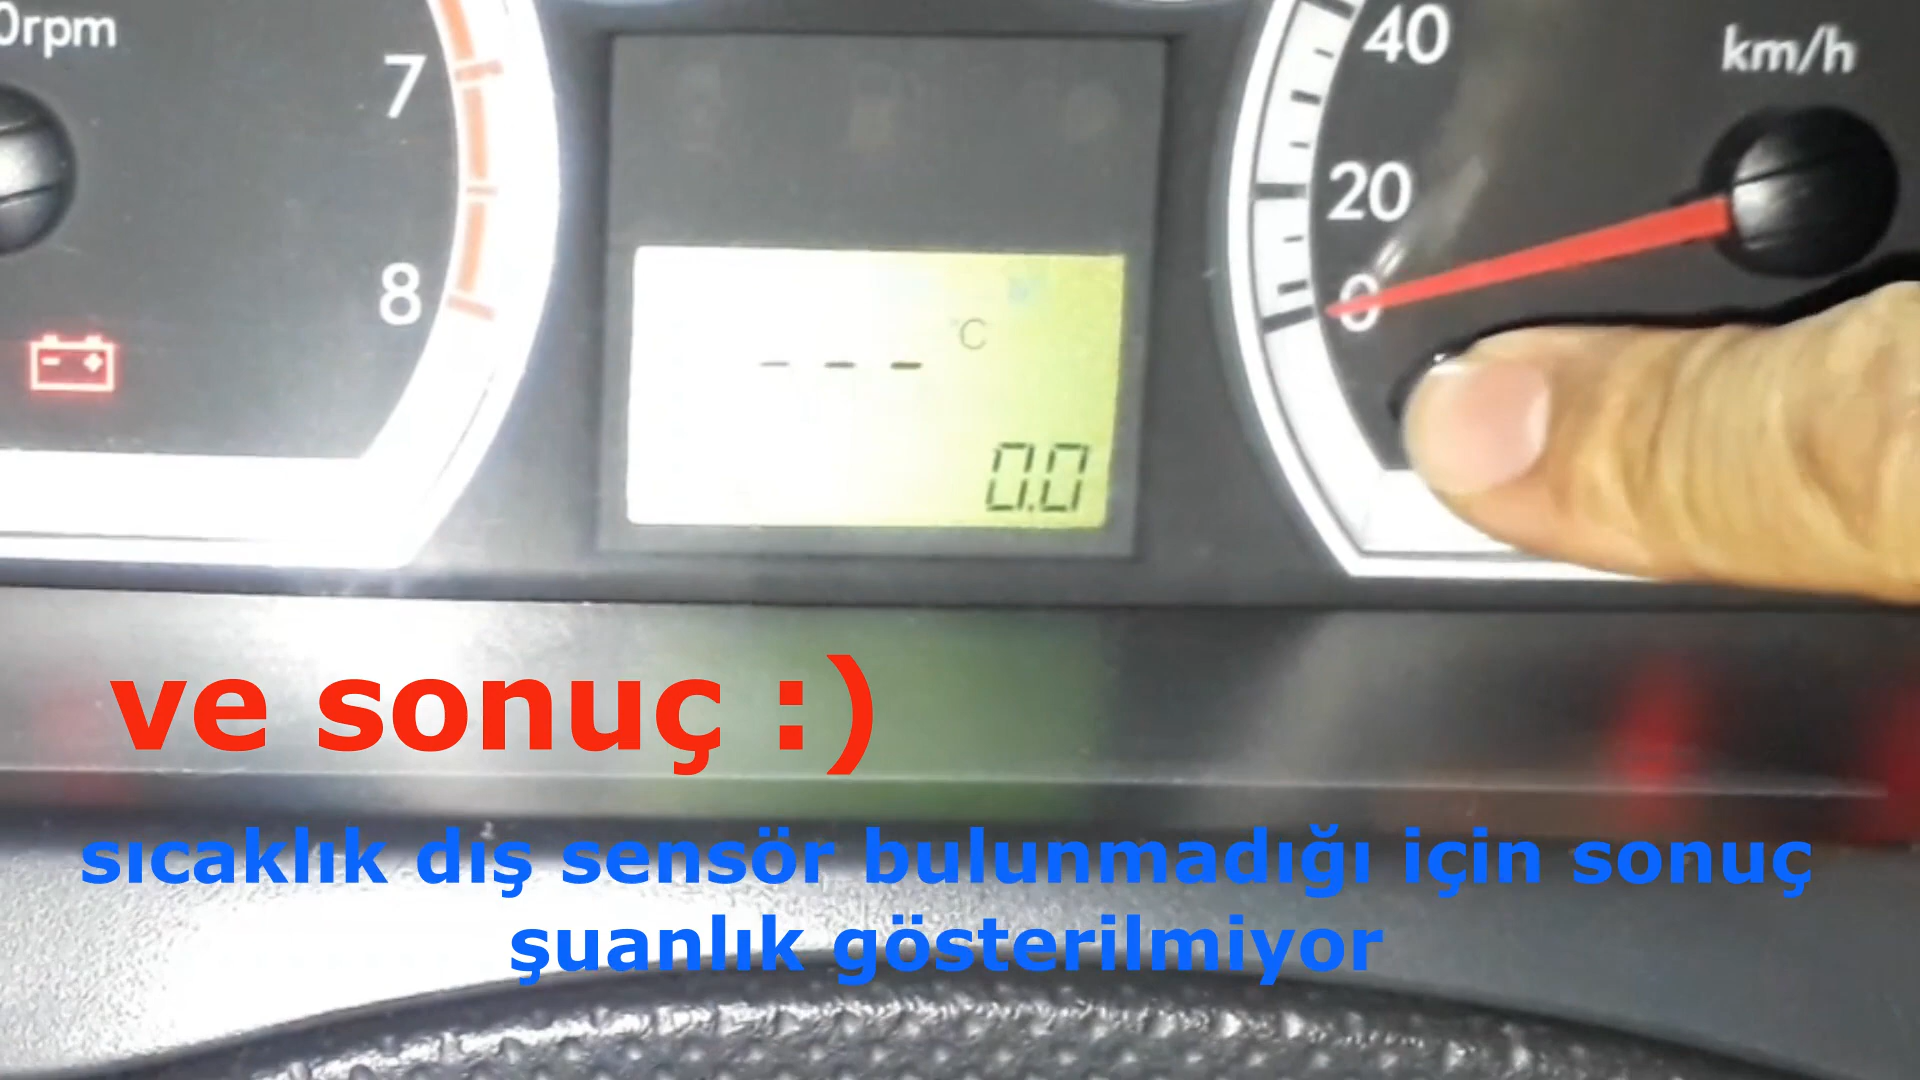 0rpm
7
8
40
km/h
20
0
- - - °C
0.0
ve sonuç :)
sıcaklık dış sensör bulunmadığı için sonuç
şuanlık gösterilmiyor